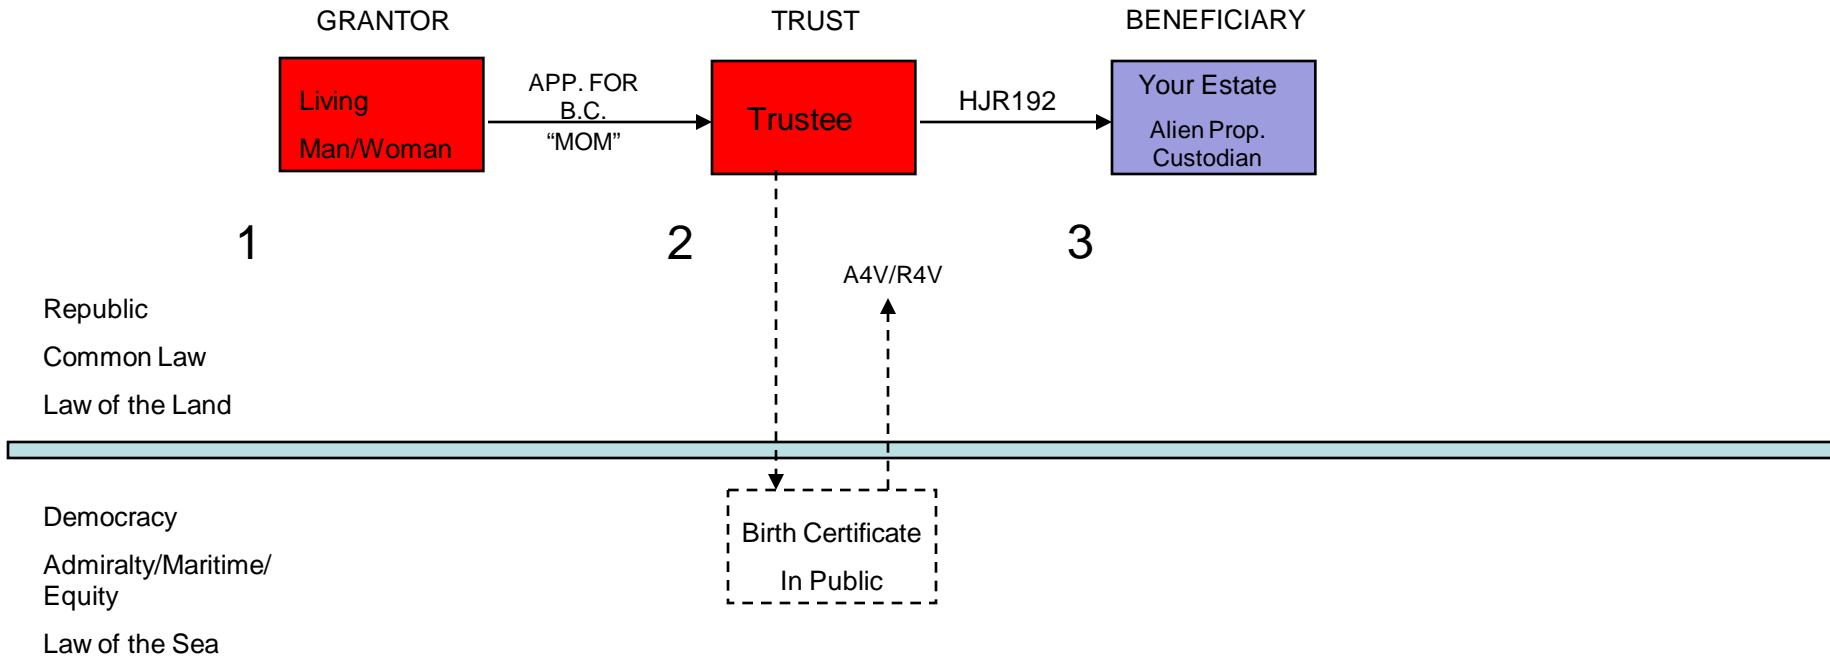 GRANTOR
TRUST
BENEFICIARY
Living
Man/Woman
APP. FOR
B.C.
“MOM”
Trustee
HJR192
Your Estate
Alien Prop.
Custodian
1
2
3
A4V/R4V
Republic
Common Law
Law of the Land
Democracy
Admiralty/Maritime/
Equity
Law of the Sea
Birth Certificate
In Public